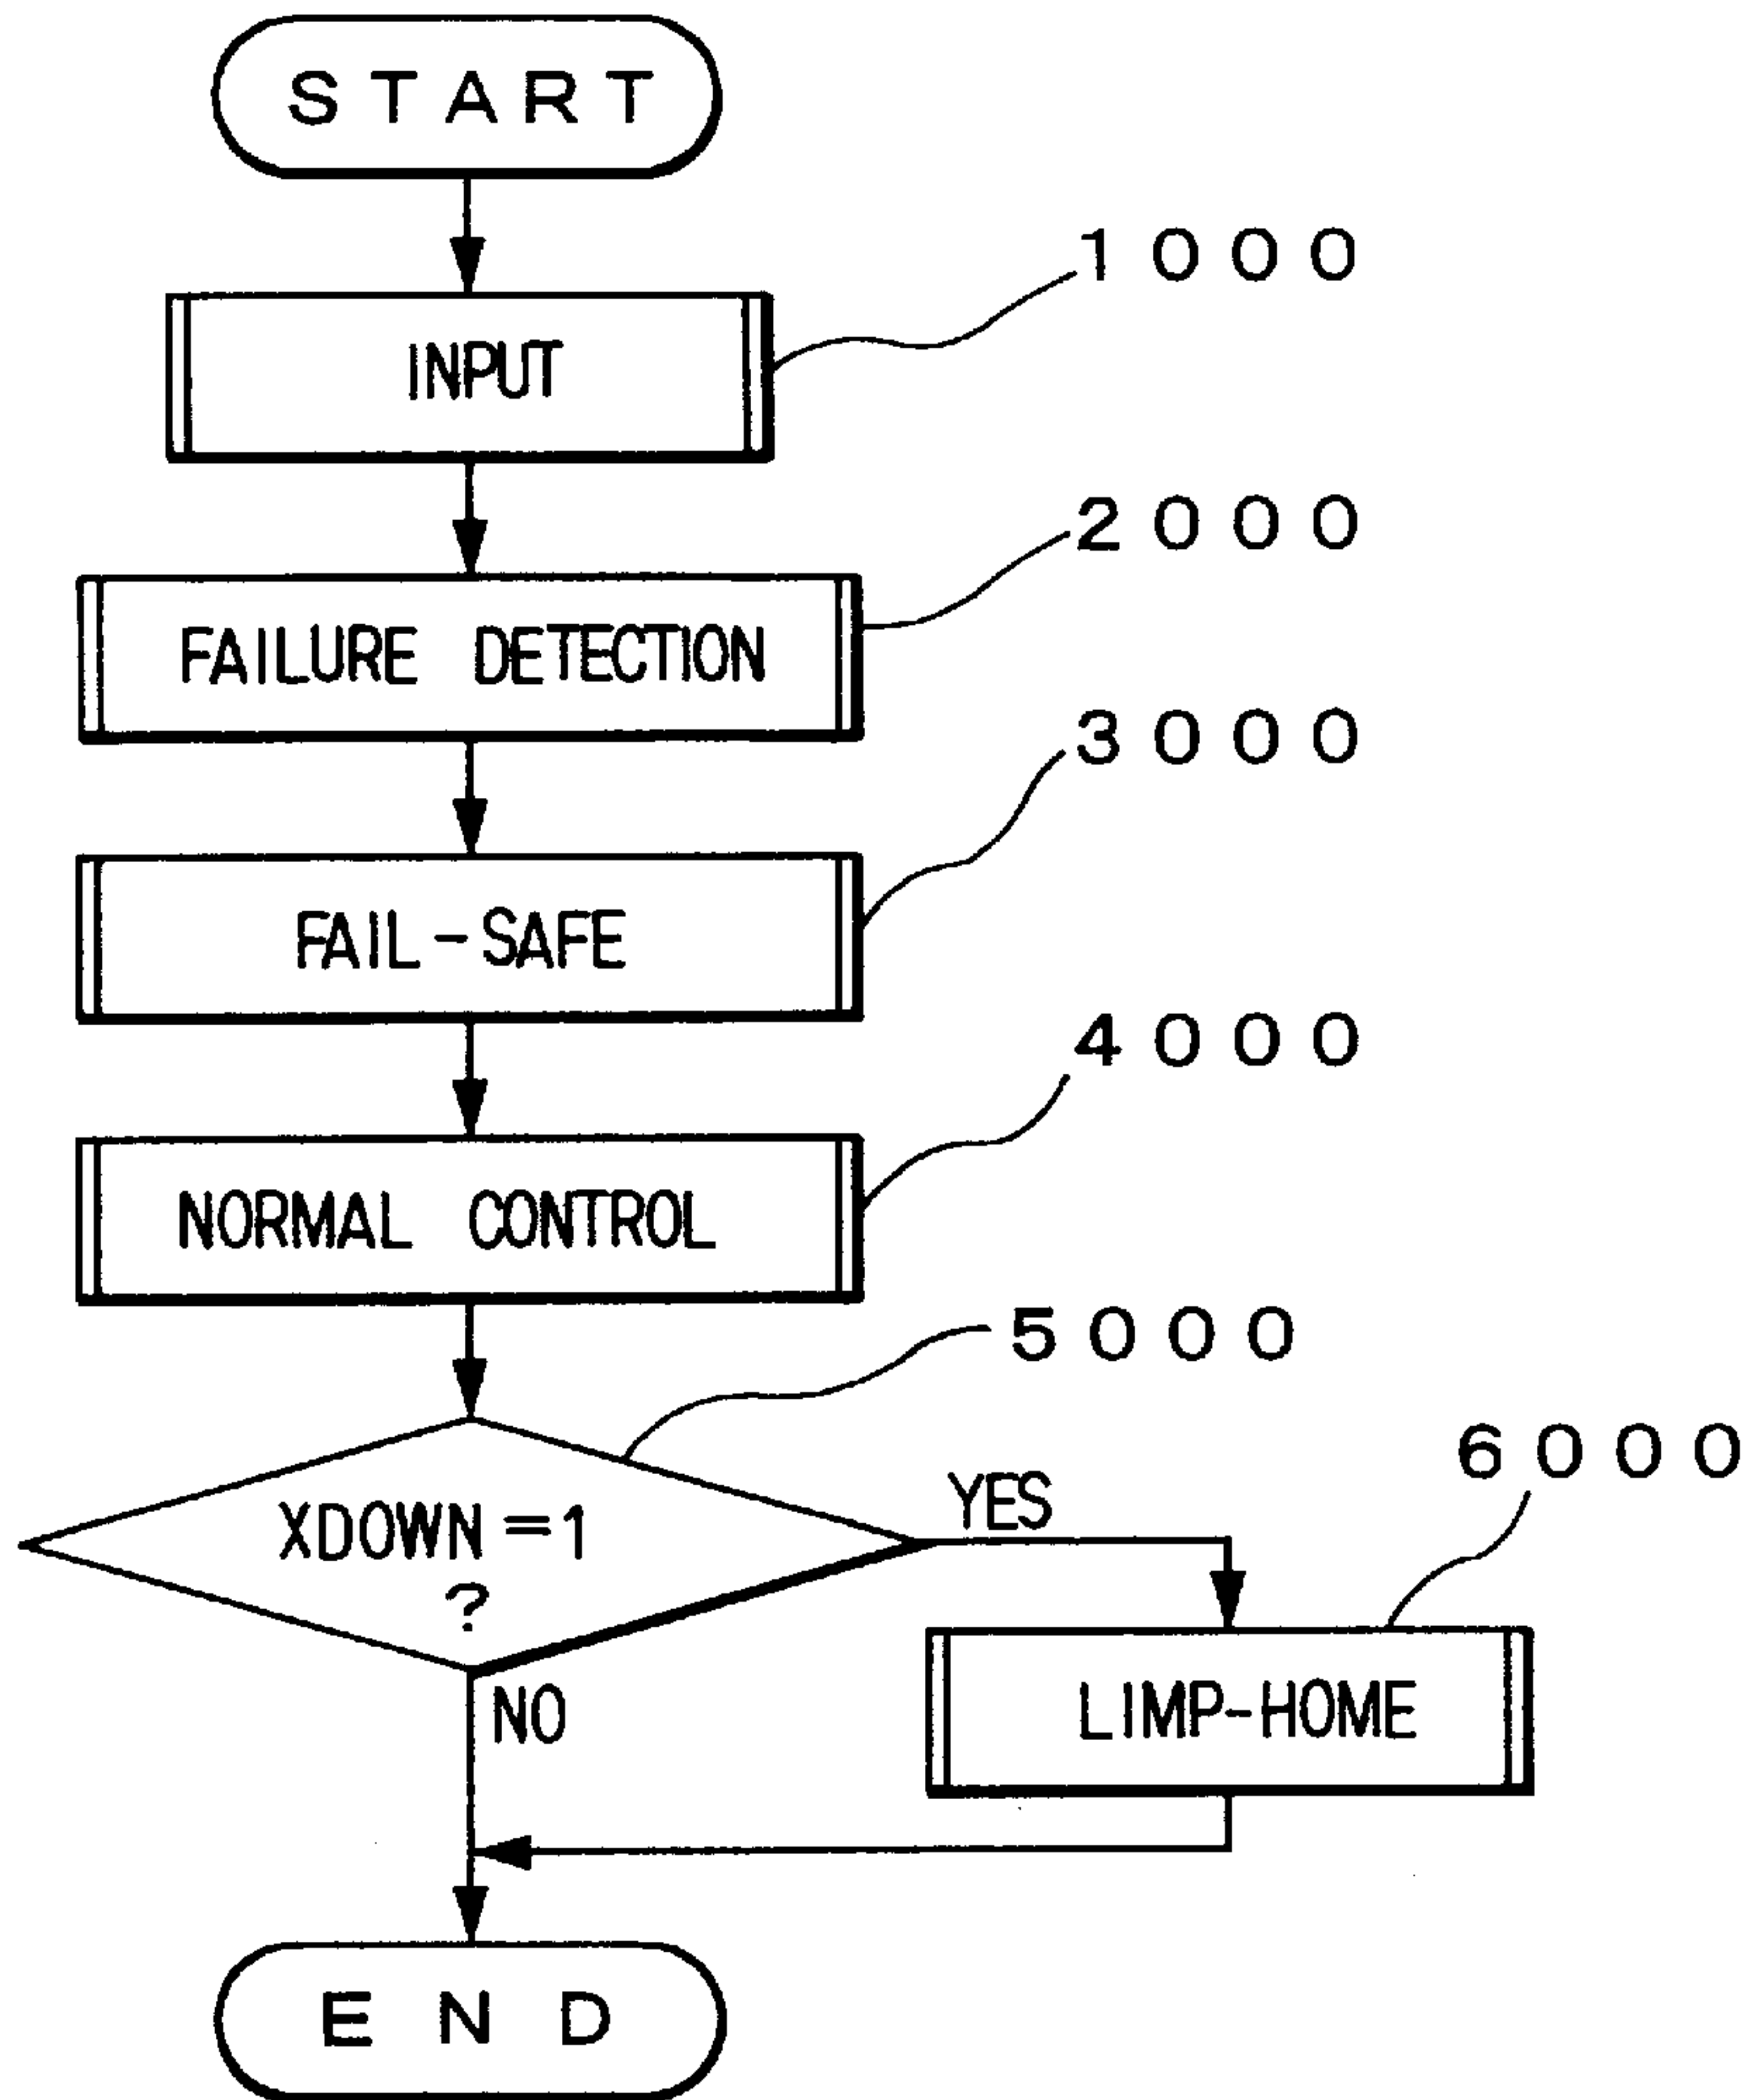 START
1000
INPUT
2000
FAILURE DETECTION
3000
FAIL-SAFE
4000
NORMAL CONTROL
5000
XDOWN=1
?
YES
6000
NO
LIMP-HOME
END